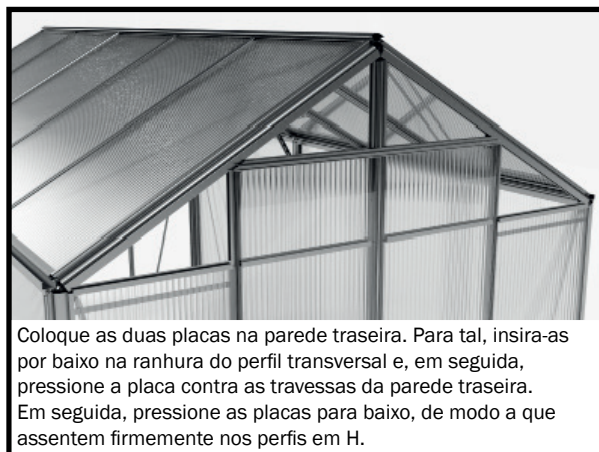 Coloque as duas placas na parede traseira. Para tal, insira-as
por baixo na ranhura do perfil transversal e, em seguida,
pressione a placa contra as travessas da parede traseira.
Em seguida, pressione as placas para baixo, de modo a que
assentem firmemente nos perfis em H.